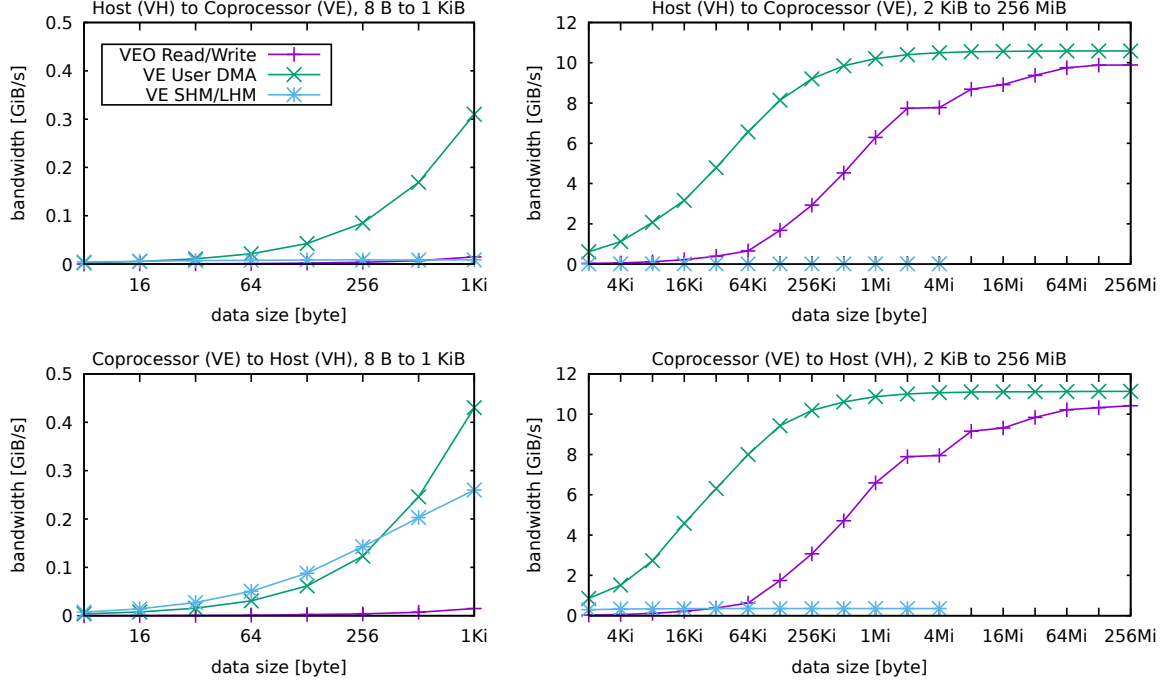 Host (VH) to Coprocessor (VE), 8 B to 1 KiB
0.5
0.4
0.3
0.2
0.1
0
bandwidth [GiB/s]
VEO Read/Write
VE User DMA
VE SHM/LHM
16
64
256
1Ki
data size [byte]
Host (VH) to Coprocessor (VE), 2 KiB to 256 MiB
12
10
8
6
4
2
0
bandwidth [GiB/s]
4Ki
16Ki
64Ki
256Ki
1Mi
4Mi
16Mi
64Mi
256Mi
data size [byte]
Coprocessor (VE) to Host (VH), 8 B to 1 KiB
0.5
0.4
0.3
0.2
0.1
0
bandwidth [GiB/s]
16
64
256
1Ki
data size [byte]
Coprocessor (VE) to Host (VH), 2 KiB to 256 MiB
12
10
8
6
4
2
0
bandwidth [GiB/s]
4Ki
16Ki
64Ki
256Ki
1Mi
4Mi
16Mi
64Mi
256Mi
data size [byte]